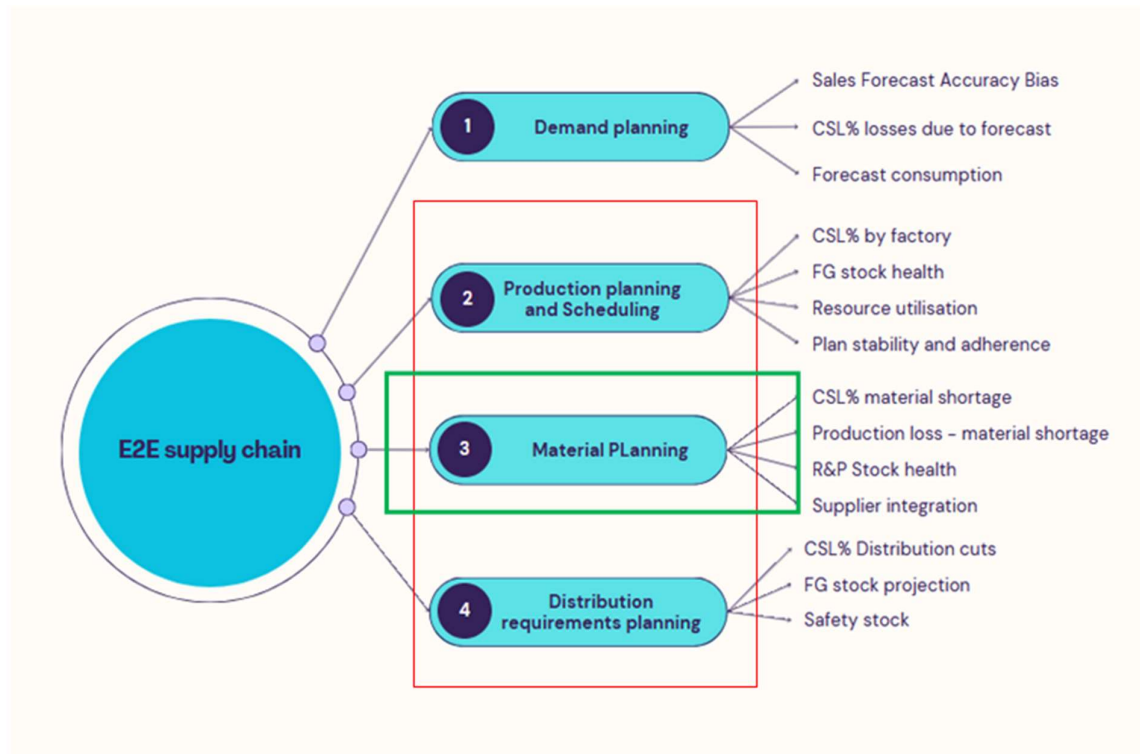 E2E supply chain
1
Demand planning
Sales Forecast Accuracy Bias
CSL% losses due to forecast
Forecast consumption
2
Production planning
and Scheduling
CSL% by factory
FG stock health
Resource utilisation
Plan stability and adherence
3
Material PLanning
CSL% material shortage
Production loss – material shortage
R&P Stock health
Supplier integration
4
Distribution
requirements planning
CSL% Distribution cuts
FG stock projection
Safety stock